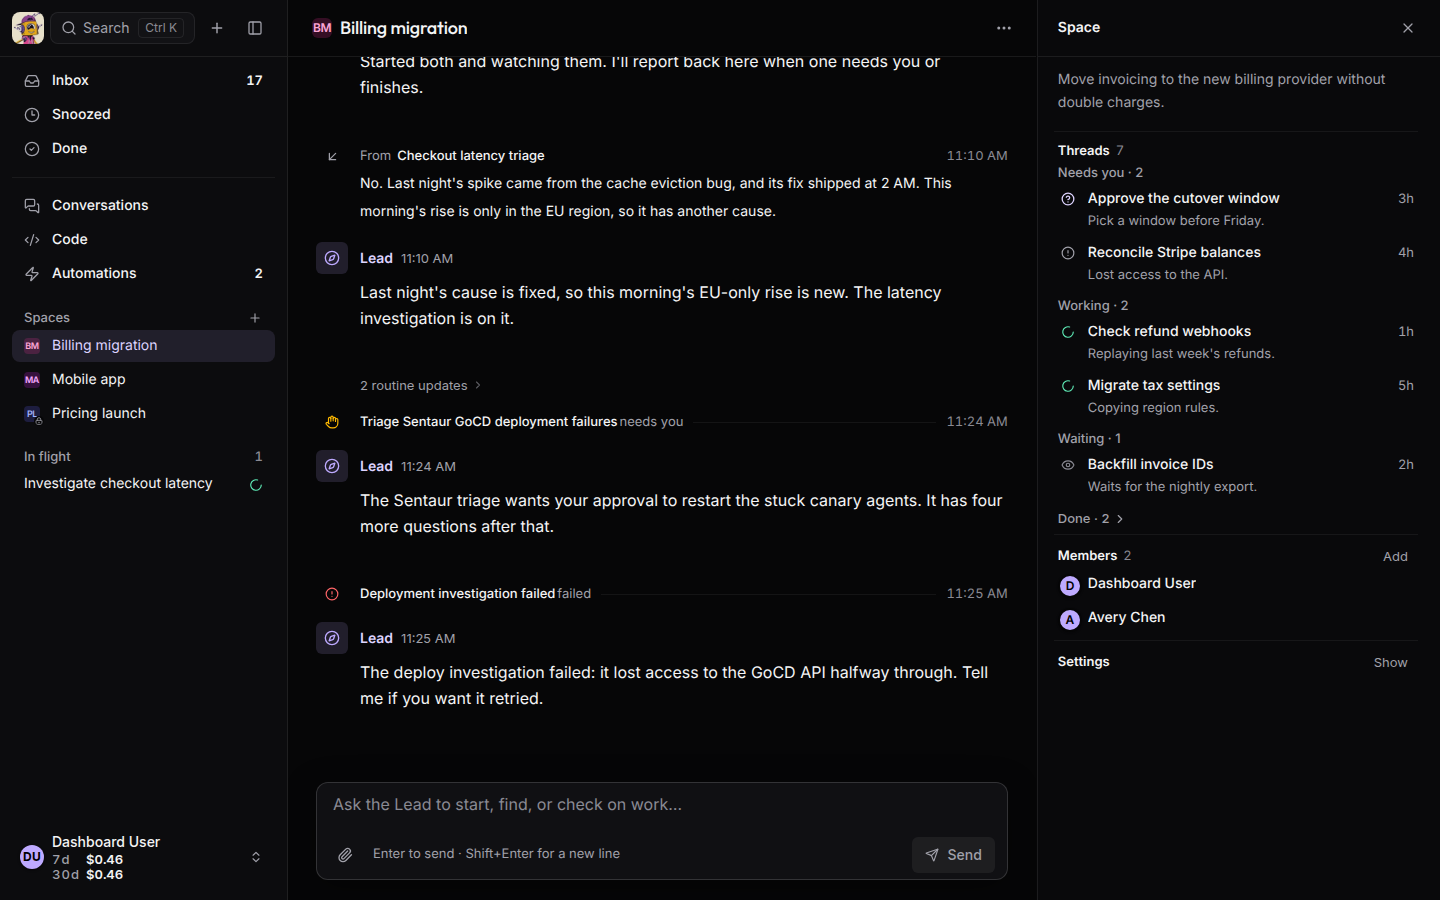 Search Ctrl K
Inbox 17
Snoozed
Done
Conversations
Code
Automations 2
Spaces
BM Billing migration
MA Mobile app
PL Pricing launch
In flight 1
Investigate checkout latency
DU Dashboard User
7d $0.46
30d $0.46
BM Billing migration
Started both and watching them. I'll report back here when one needs you or
finishes.
From Checkout latency triage 11:10 AM
No. Last night's spike came from the cache eviction bug, and its fix shipped at 2 AM. This
morning's rise is only in the EU region, so it has another cause.
Lead 11:10 AM
Last night's cause is fixed, so this morning's EU-only rise is new. The latency
investigation is on it.
2 routine updates
Triage Sentaur GoCD deployment failures needs you 11:24 AM
Lead 11:24 AM
The Sentaur triage wants your approval to restart the stuck canary agents. It has four
more questions after that.
Deployment investigation failed failed 11:25 AM
Lead 11:25 AM
The deploy investigation failed: it lost access to the GoCD API halfway through. Tell
me if you want it retried.
Ask the Lead to start, find, or check on work...
Enter to send · Shift+Enter for a new line
Send
Space
Move invoicing to the new billing provider without
double charges.
Threads 7
Needs you · 2
Approve the cutover window 3h
Pick a window before Friday.
Reconcile Stripe balances 4h
Lost access to the API.
Working · 2
Check refund webhooks 1h
Replaying last week's refunds.
Migrate tax settings 5h
Copying region rules.
Waiting · 1
Backfill invoice IDs 2h
Waits for the nightly export.
Done · 2
Members 2 Add
D Dashboard User
A Avery Chen
Settings Show